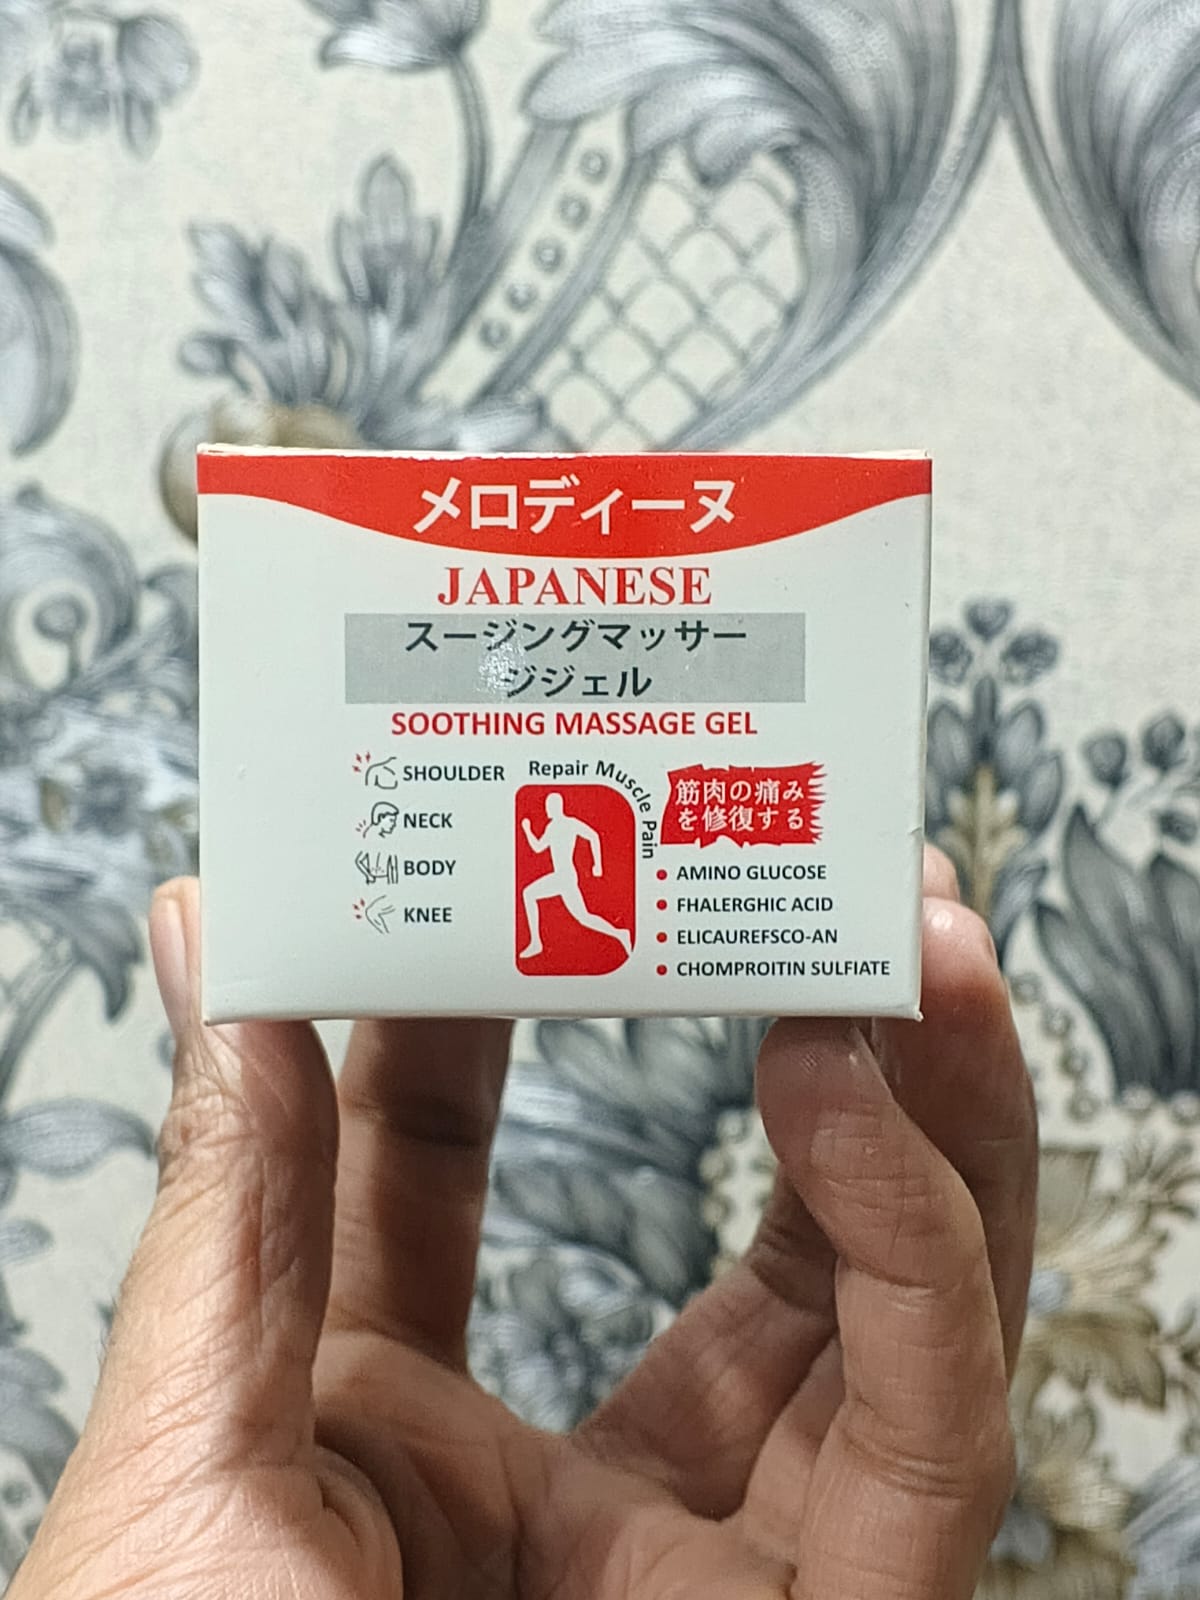 メロディーヌ
JAPANESE
スージングマッサー
ジジェル
SOOTHING MASSAGE GEL
SHOULDER
NECK
BODY
KNEE
Repair Muscle Pain
筋肉の痛み
を修復する
AMINO GLUCOSE
FHALERGHIC ACID
ELICAUREFSCO-AN
CHOMPROITIN SULFIATE